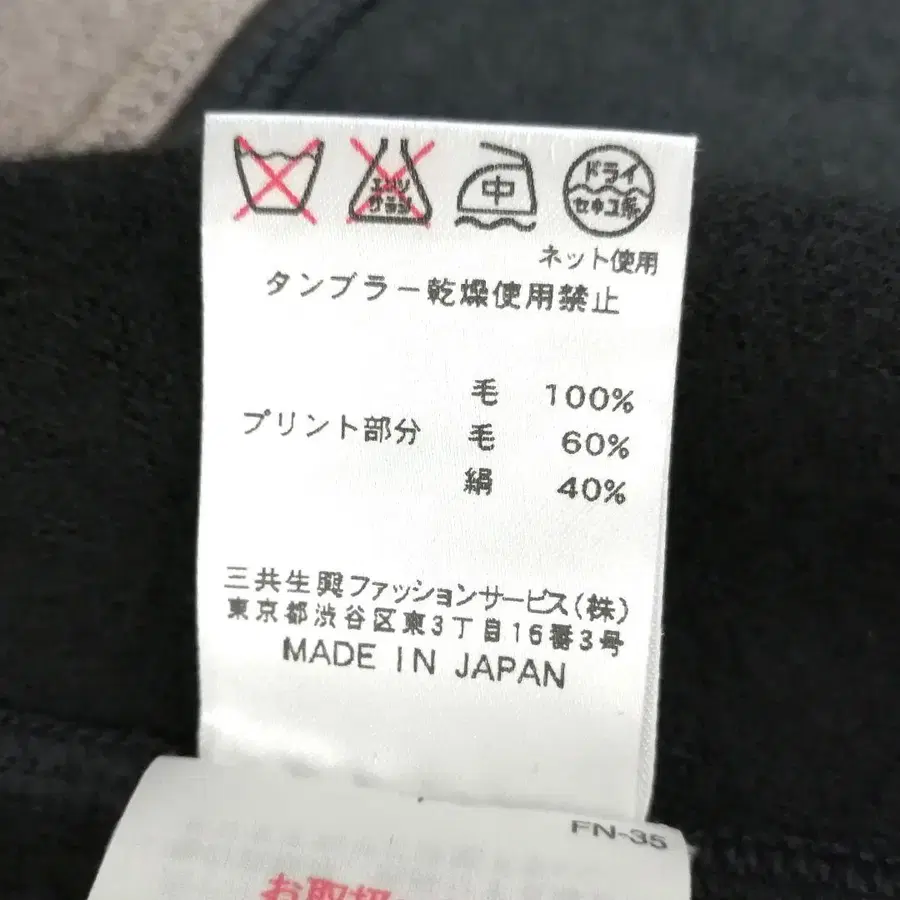 エンソ
サラシ
中
ドライ
セキユ系
ネット使用
タンブラー乾燥使用禁止
毛 100%
プリント部分 毛 60%
絹 40%
三共生興ファッションサービス(株)
東京都渋谷区東3丁目16番3号
MADE IN JAPAN
FN-35
お取扱